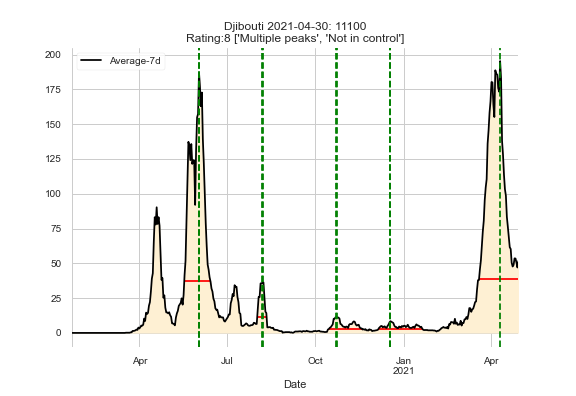 Djibouti 2021-04-30: 11100
Rating:8 ['Multiple peaks', 'Not in control']
200
Average-7d
175
150
125
100
75
50
25
0
Apr Jul Oct Jan Apr
2021
Date